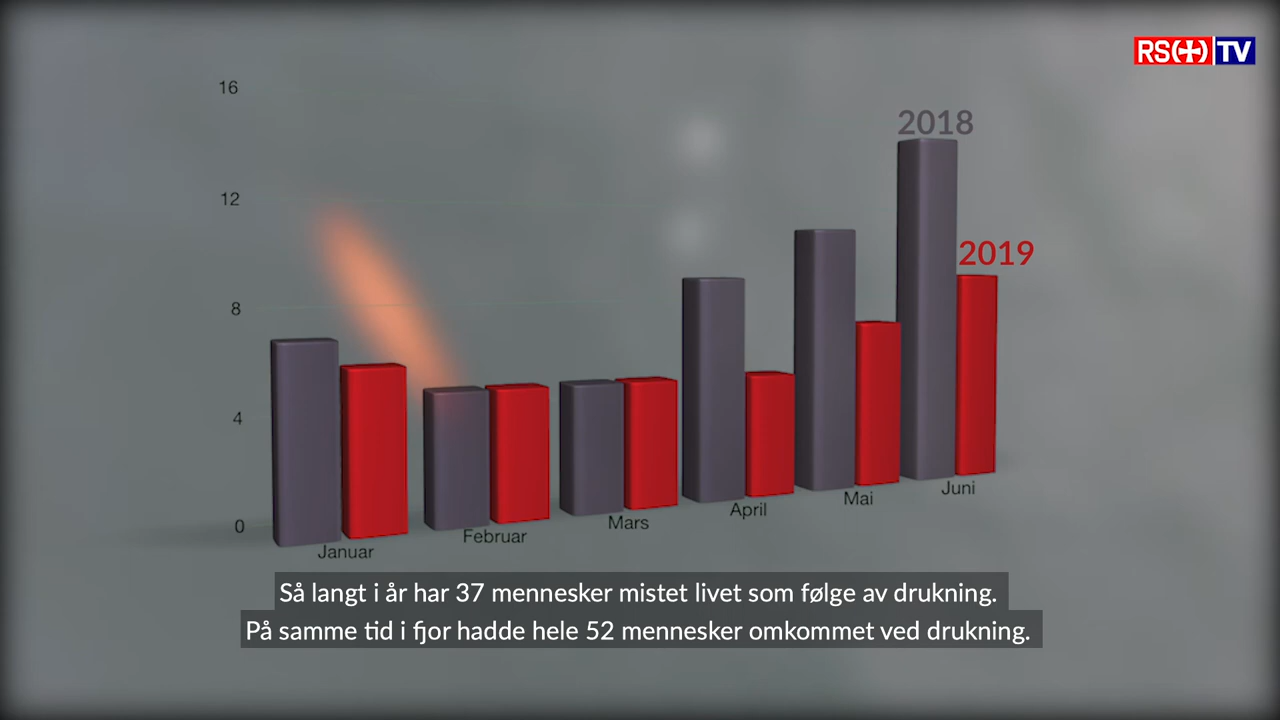 RS TV
16
12
8
4
0
2018
2019
Januar
Februar
Mars
April
Mai
Juni
Så langt i år har 37 mennesker mistet livet som følge av drukning.
På samme tid i fjor hadde hele 52 mennesker omkommet ved drukning.